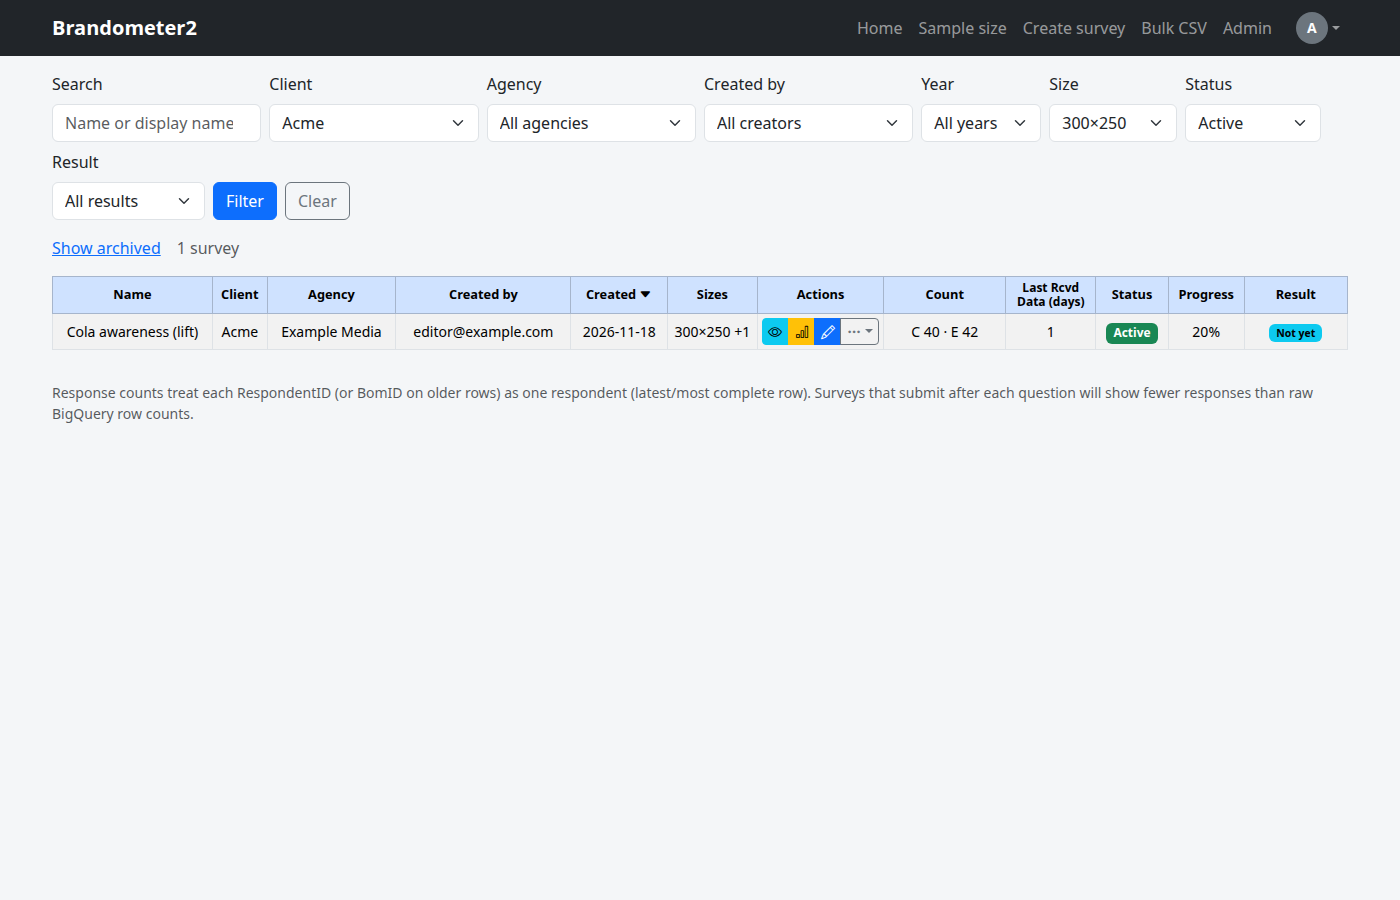 Brandometer2
Home Sample size Create survey Bulk CSV Admin A
Search Client Agency Created by Year Size Status
Name or display name Acme All agencies All creators All years 300×250 Active
Result
All results Filter Clear
Show archived 1 survey
Name Client Agency Created by Created Sizes Actions Count Last Rcvd Data (days) Status Progress Result
Cola awareness (lift) Acme Example Media editor@example.com 2026-11-18 300×250 +1 C 40 · E 42 1 Active 20% Not yet
Response counts treat each RespondentID (or BomID on older rows) as one respondent (latest/most complete row). Surveys that submit after each question will show fewer responses than raw
BigQuery row counts.